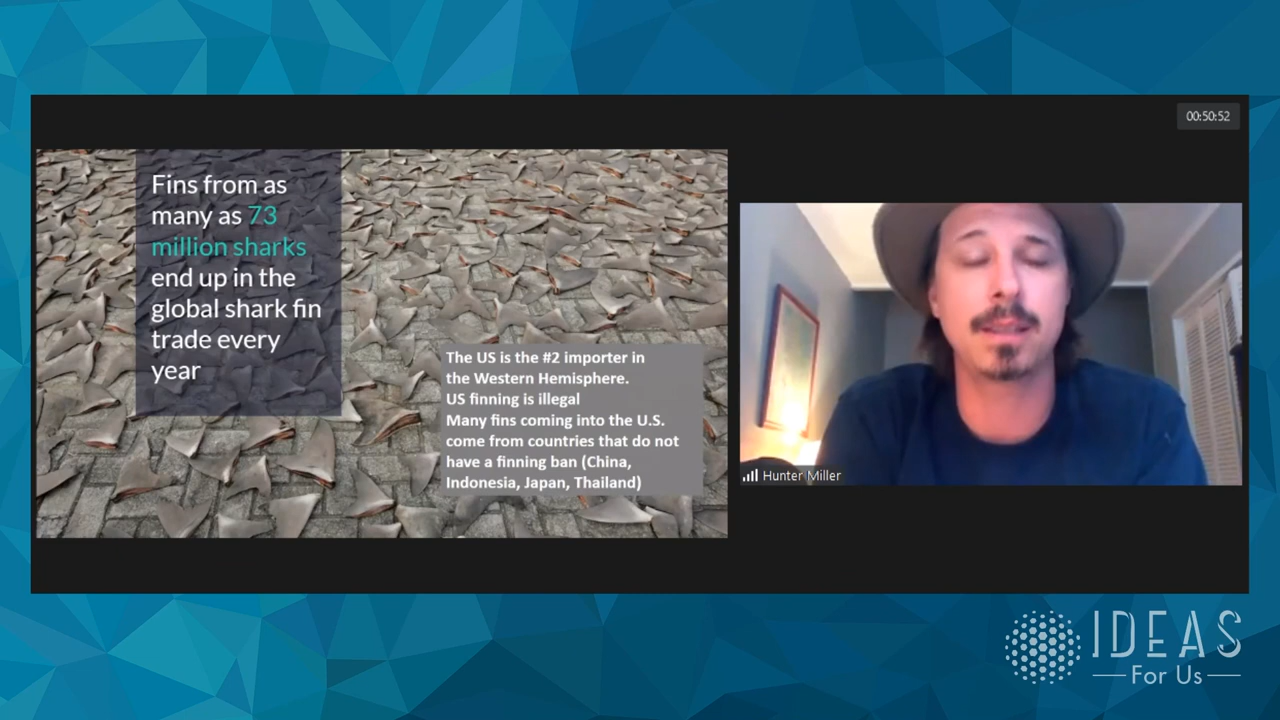 00:50:52
Fins from as
many as 73
million sharks
end up in the
global shark fin
trade every
year
The US is the #2 importer in
the Western Hemisphere.
US finning is illegal
Many fins coming into the U.S.
come from countries that do not
have a finning ban (China,
Indonesia, Japan, Thailand)
Hunter Miller
IDEAS
For Us